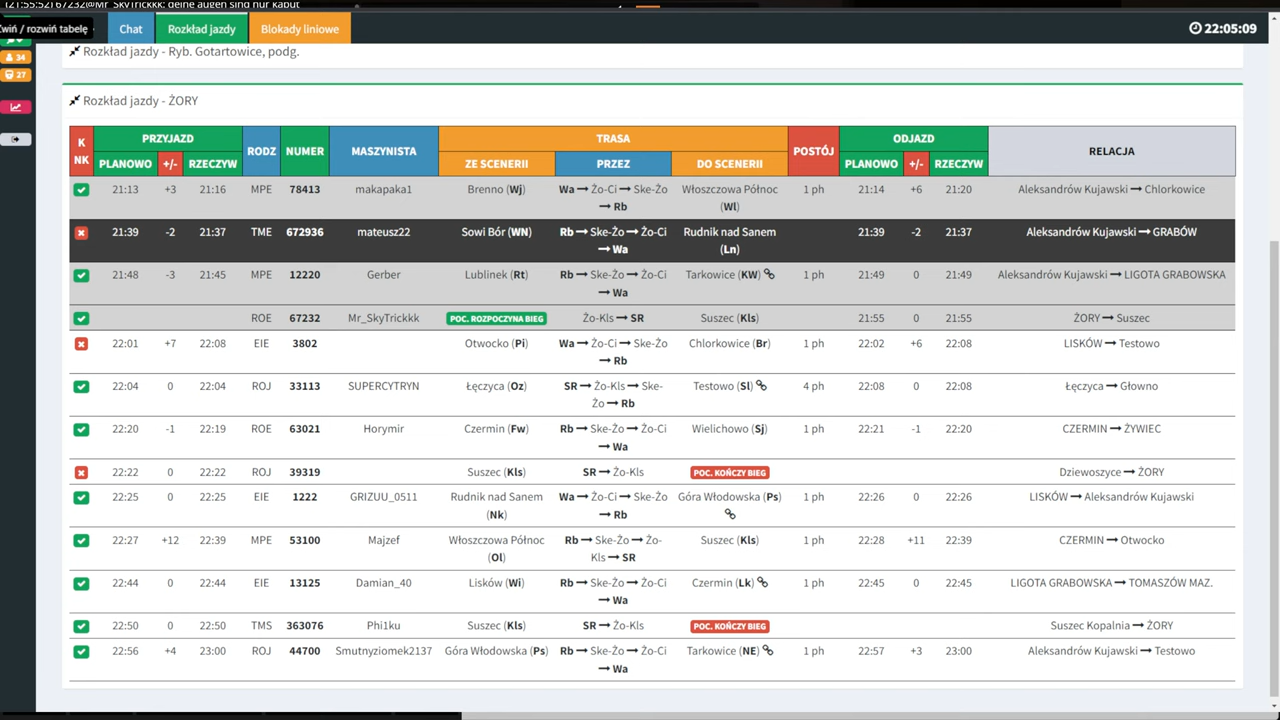 (21:55:52) 67232@Mr_SkyTrickkk: deine augen sind nur kaputt
Zwiń / rozwiń tabelę
Chat
Rozkład jazdy
Blokady liniowe
22:05:09
34
27
Rozkład jazdy - Ryb. Gotartowice, podg.
Rozkład jazdy - ŻORY
K NK PRZYJAZD RODZ NUMER MASZYNISTA TRASA POSTÓJ ODJAZD RELACJA
PLANOWO +/- RZECZYW ZE SCENERII PRZEZ DO SCENERII PLANOWO +/- RZECZYW
21:13 +3 21:16 MPE 78413 makapaka1 Brenno (Wj) Wa → Żo-Ci → Ske-Żo → Rb Włoszczowa Północ (Wl) 1 ph 21:14 +6 21:20 Aleksandrów Kujawski → Chlorkowice
21:39 -2 21:37 TME 672936 mateusz22 Sowi Bór (WN) Rb → Ske-Żo → Żo-Ci → Wa Rudnik nad Sanem (Ln) 21:39 -2 21:37 Aleksandrów Kujawski → GRABÓW
21:48 -3 21:45 MPE 12220 Gerber Lublinek (Rt) Rb → Ske-Żo → Żo-Ci → Wa Tarkowice (KW) 1 ph 21:49 0 21:49 Aleksandrów Kujawski → LIGOTA GRABOWSKA
ROE 67232 Mr_SkyTrickkk POC. ROZPOCZYNA BIEG Żo-Kls → SR Suszec (Kls) 21:55 0 21:55 ŻORY → Suszec
22:01 +7 22:08 EIE 3802 Otwocko (Pi) Wa → Żo-Ci → Ske-Żo → Rb Chlorkowice (Br) 1 ph 22:02 +6 22:08 LISKÓW → Testowo
22:04 0 22:04 ROJ 33113 SUPERCYTRYN Łęczyca (Oz) SR → Żo-Kls → Ske-Żo → Rb Testowo (Sl) 4 ph 22:08 0 22:08 Łęczyca → Głowno
22:20 -1 22:19 ROE 63021 Horymir Czermin (Fw) Rb → Ske-Żo → Żo-Ci → Wa Wielichowo (Sj) 1 ph 22:21 -1 22:20 CZERMIN → ŻYWIEC
22:22 0 22:22 ROJ 39319 Suszec (Kls) SR → Żo-Kls POC. KOŃCZY BIEG Dziewoszyce → ŻORY
22:25 0 22:25 EIE 1222 GRIZUU_0511 Rudnik nad Sanem (Nk) Wa → Żo-Ci → Ske-Żo → Rb Góra Włodowska (Ps) 1 ph 22:26 0 22:26 LISKÓW → Aleksandrów Kujawski
22:27 +12 22:39 MPE 53100 Majzef Włoszczowa Północ (Ol) Rb → Ske-Żo → Żo-Kls → SR Suszec (Kls) 1 ph 22:28 +11 22:39 CZERMIN → Otwocko
22:44 0 22:44 EIE 13125 Damian_40 Lisków (Wi) Rb → Ske-Żo → Żo-Ci → Wa Czermin (Lk) 1 ph 22:45 0 22:45 LIGOTA GRABOWSKA → TOMASZÓW MAZ.
22:50 0 22:50 TMS 363076 Phi1ku Suszec (Kls) SR → Żo-Kls POC. KOŃCZY BIEG Suszec Kopalnia → ŻORY
22:56 +4 23:00 ROJ 44700 Smutnyziomek2137 Góra Włodowska (Ps) Rb → Ske-Żo → Żo-Ci → Wa Tarkowice (NE) 1 ph 22:57 +3 23:00 Aleksandrów Kujawski → Testowo